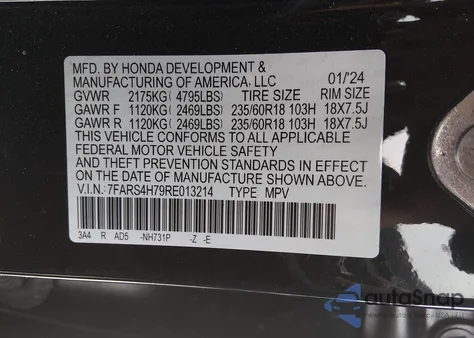 MFD. BY HONDA DEVELOPMENT &
MANUFACTURING OF AMERICA, LLC 01/'24
GVWR 2175KG ( 4795LBS) TIRE SIZE RIM SIZE
GAWR F 1120KG ( 2469LBS) 235/60R18 103H 18X7.5J
GAWR R 1120KG ( 2469LBS) 235/60R18 103H 18X7.5J
THIS VEHICLE CONFORMS TO ALL APPLICABLE
FEDERAL MOTOR VEHICLE SAFETY AND
THEFT PREVENTION STANDARDS IN EFFECT
ON THE DATE OF MANUFACTURE SHOWN ABOVE.
V.I.N.: 7FARS4H79RE013214 TYPE: MPV
3A4 R AD5 -NH731P -Z -E
autoSnap